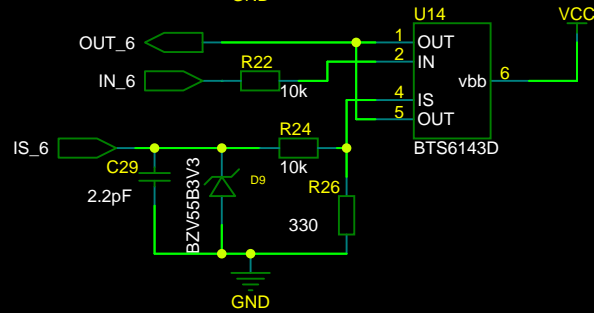 GND
U14
VCC
OUT_6
1
OUT
2
IN
IN_6
R22
10k
vbb
6
4
IS
5
OUT
BTS6143D
IS_6
C29
2.2pF
BZV55B3V3
D9
R24
10k
R26
330
GND